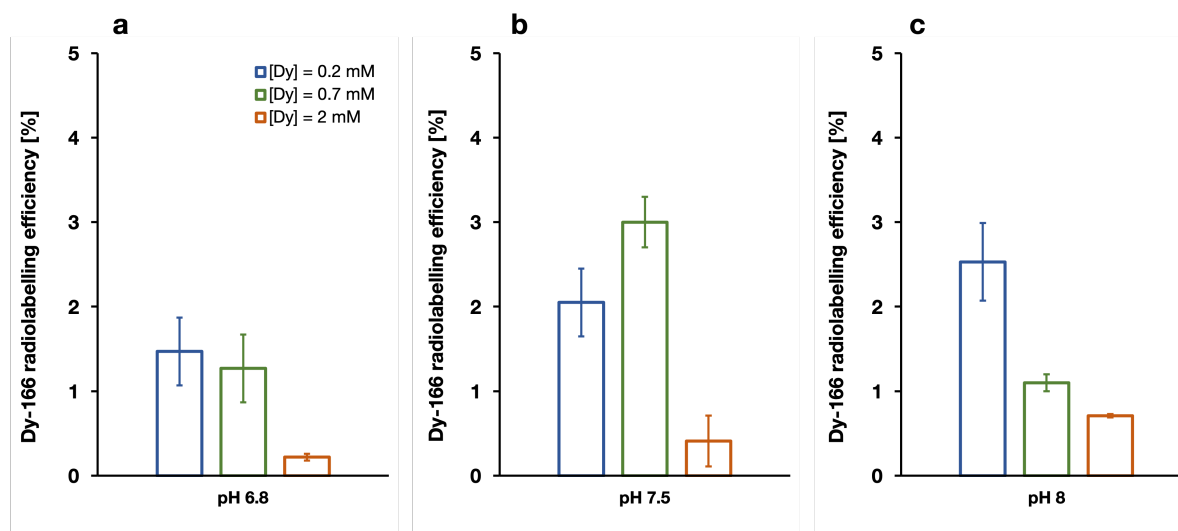 a
Dy-166 radiolabelling efficiency [%]
5
4
3
2
1
0
[Dy] = 0.2 mM
[Dy] = 0.7 mM
[Dy] = 2 mM
pH 6.8
b
Dy-166 radiolabelling efficiency [%]
5
4
3
2
1
0
pH 7.5
c
Dy-166 radiolabelling efficiency [%]
5
4
3
2
1
0
pH 8